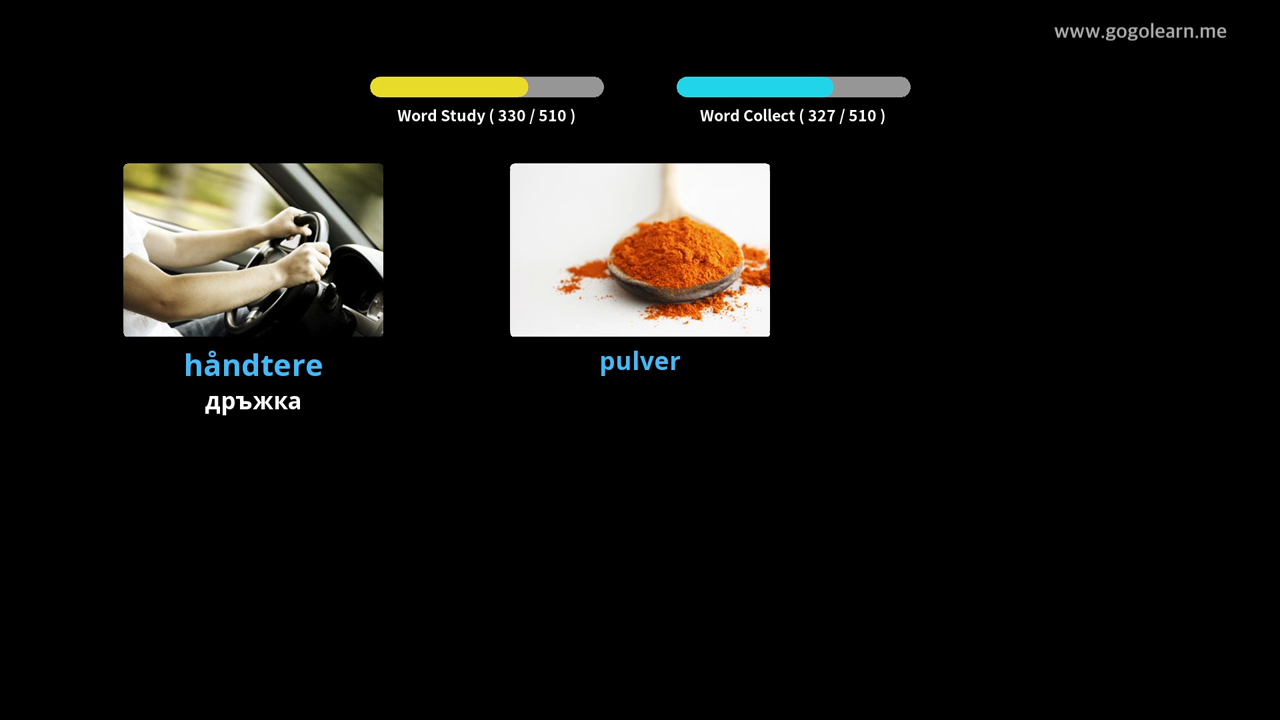 www.gogolearn.me
Word Study ( 330 / 510 )
Word Collect ( 327 / 510 )
håndtere
дръжка
pulver